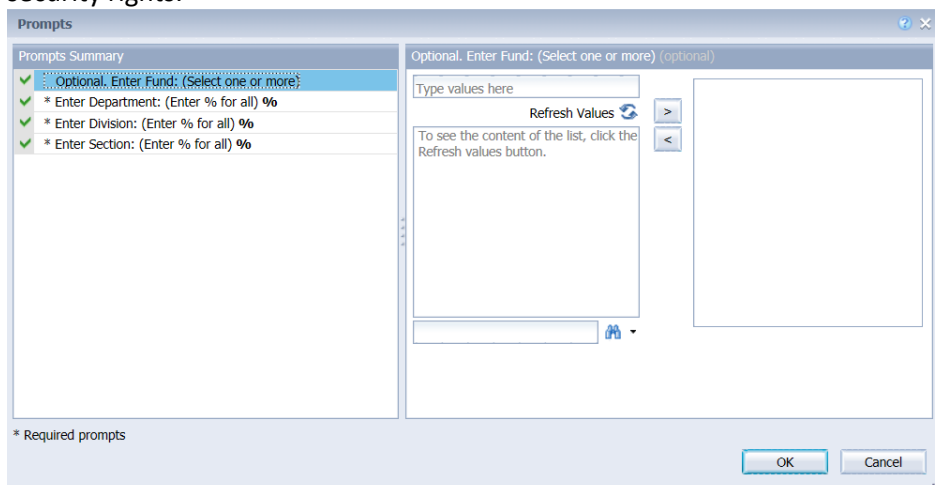 security rights.
Prompts
Prompts Summary
Optional. Enter Fund: (Select one or more)
* Enter Department: (Enter % for all) %
* Enter Division: (Enter % for all) %
* Enter Section: (Enter % for all) %
Optional. Enter Fund: (Select one or more) (optional)
Type values here
Refresh Values
>
<
To see the content of the list, click the
Refresh values button.
* Required prompts
OK Cancel